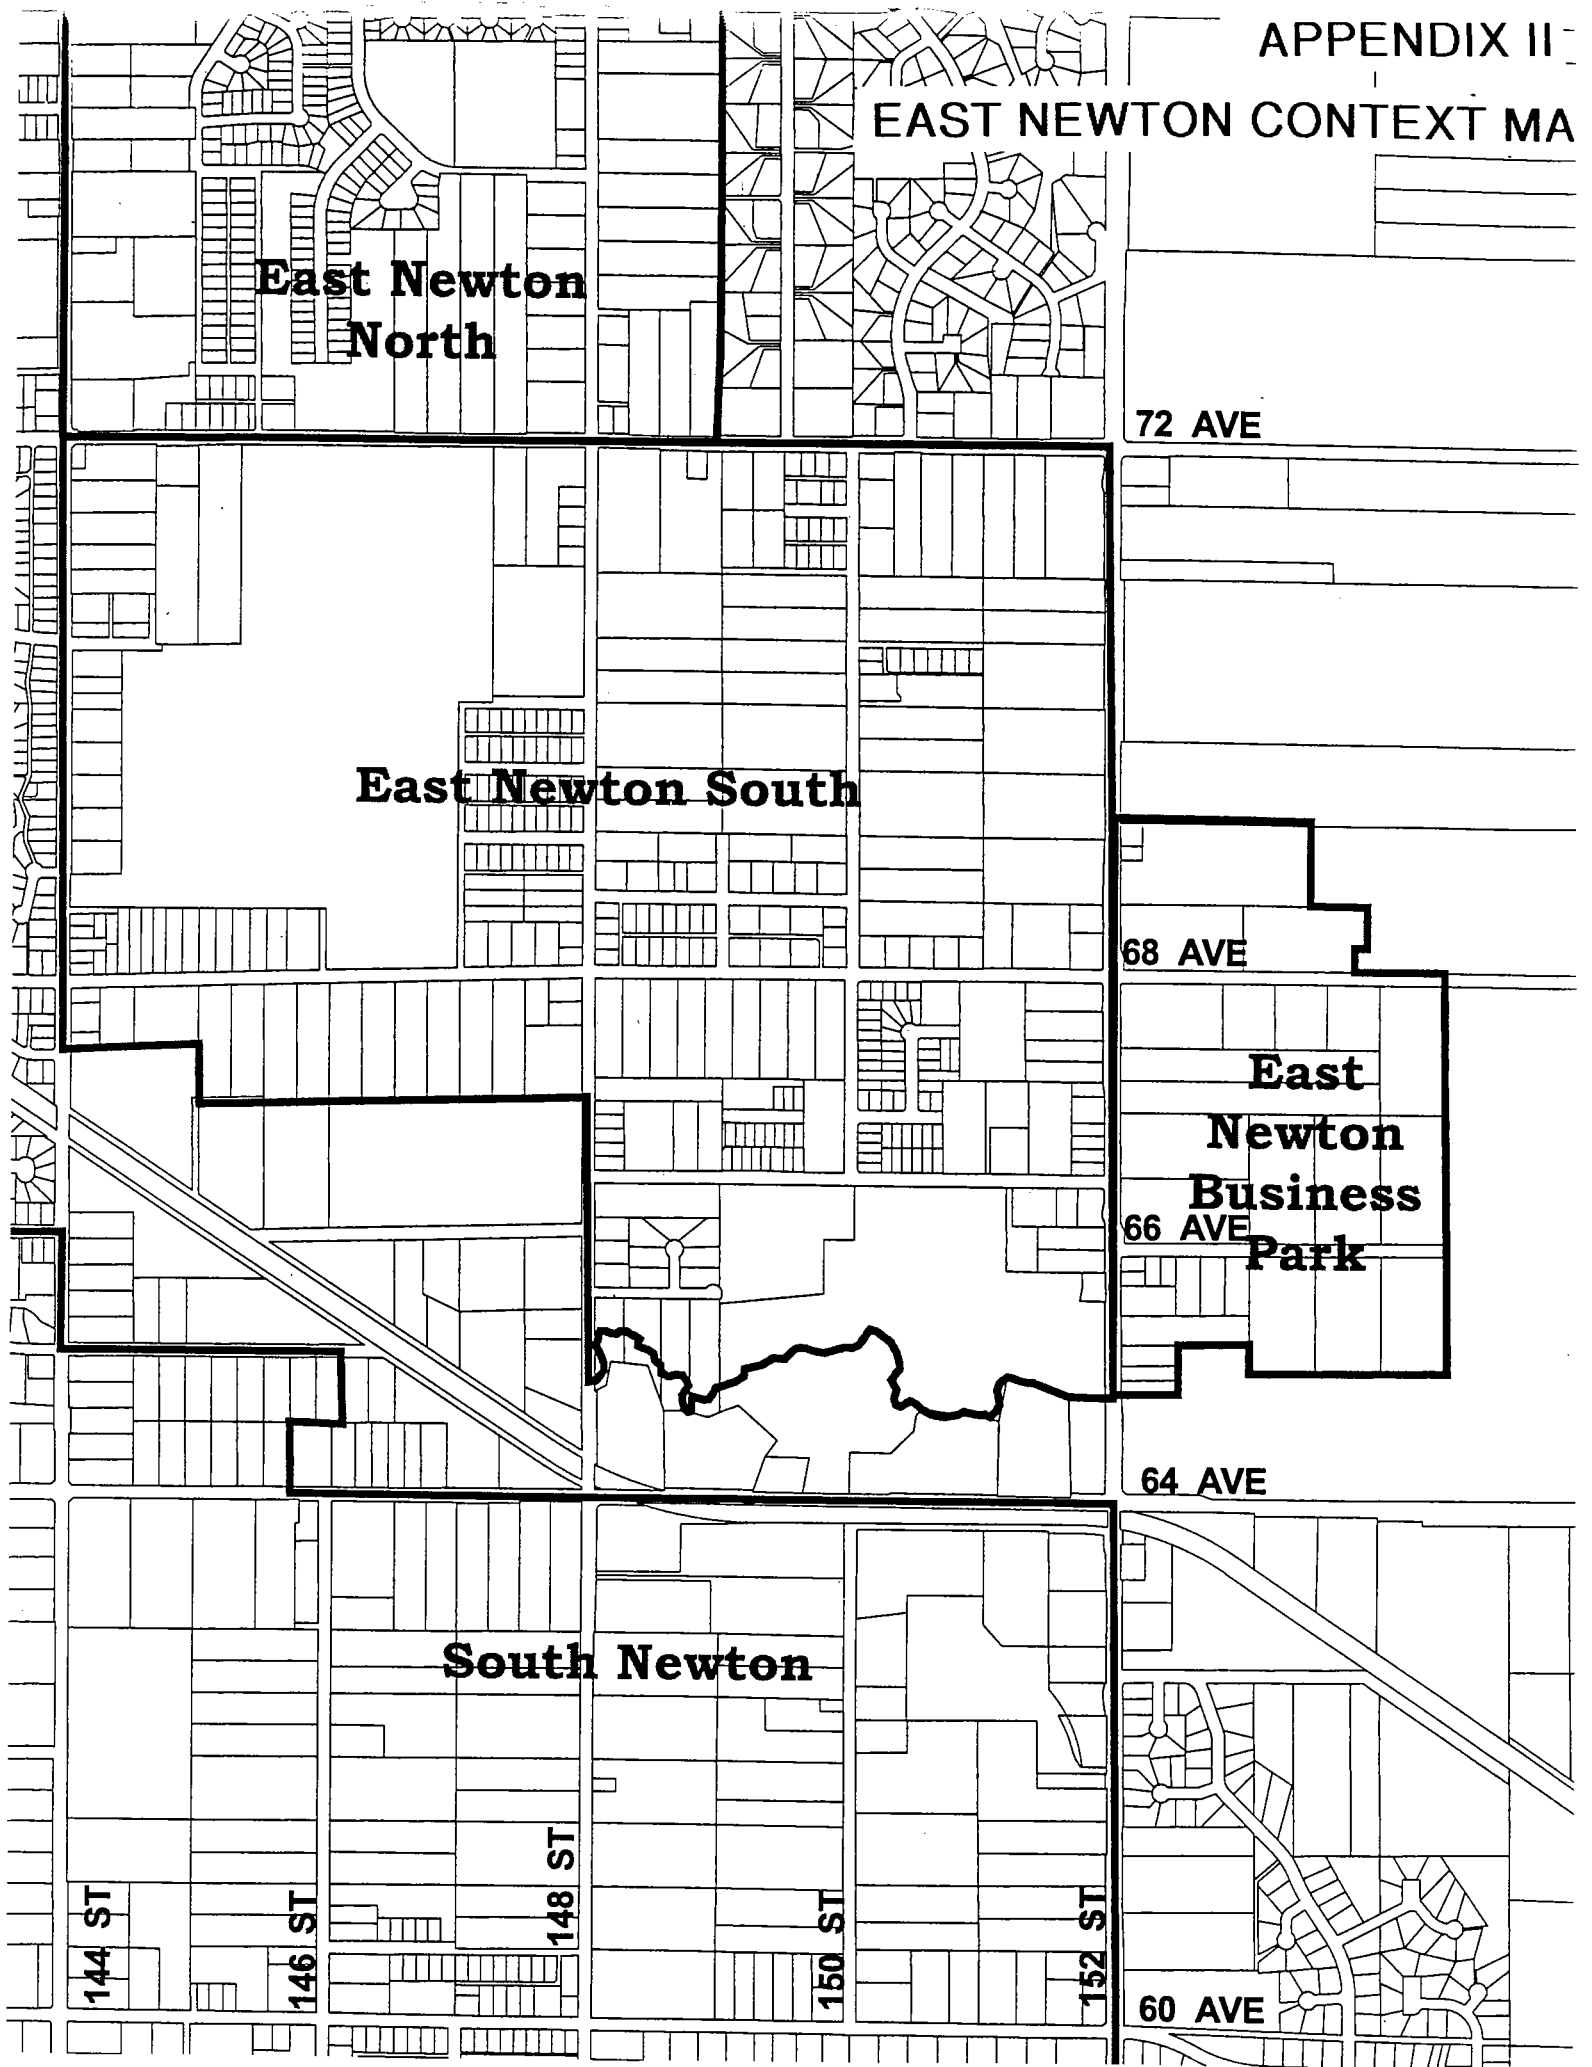 APPENDIX II
EAST NEWTON CONTEXT MA
East Newton
North
72 AVE
East Newton South
68 AVE
East
Newton
Business
66 AVE
Park
64 AVE
South Newton
144 ST
146 ST
148 ST
150 ST
152 ST
60 AVE